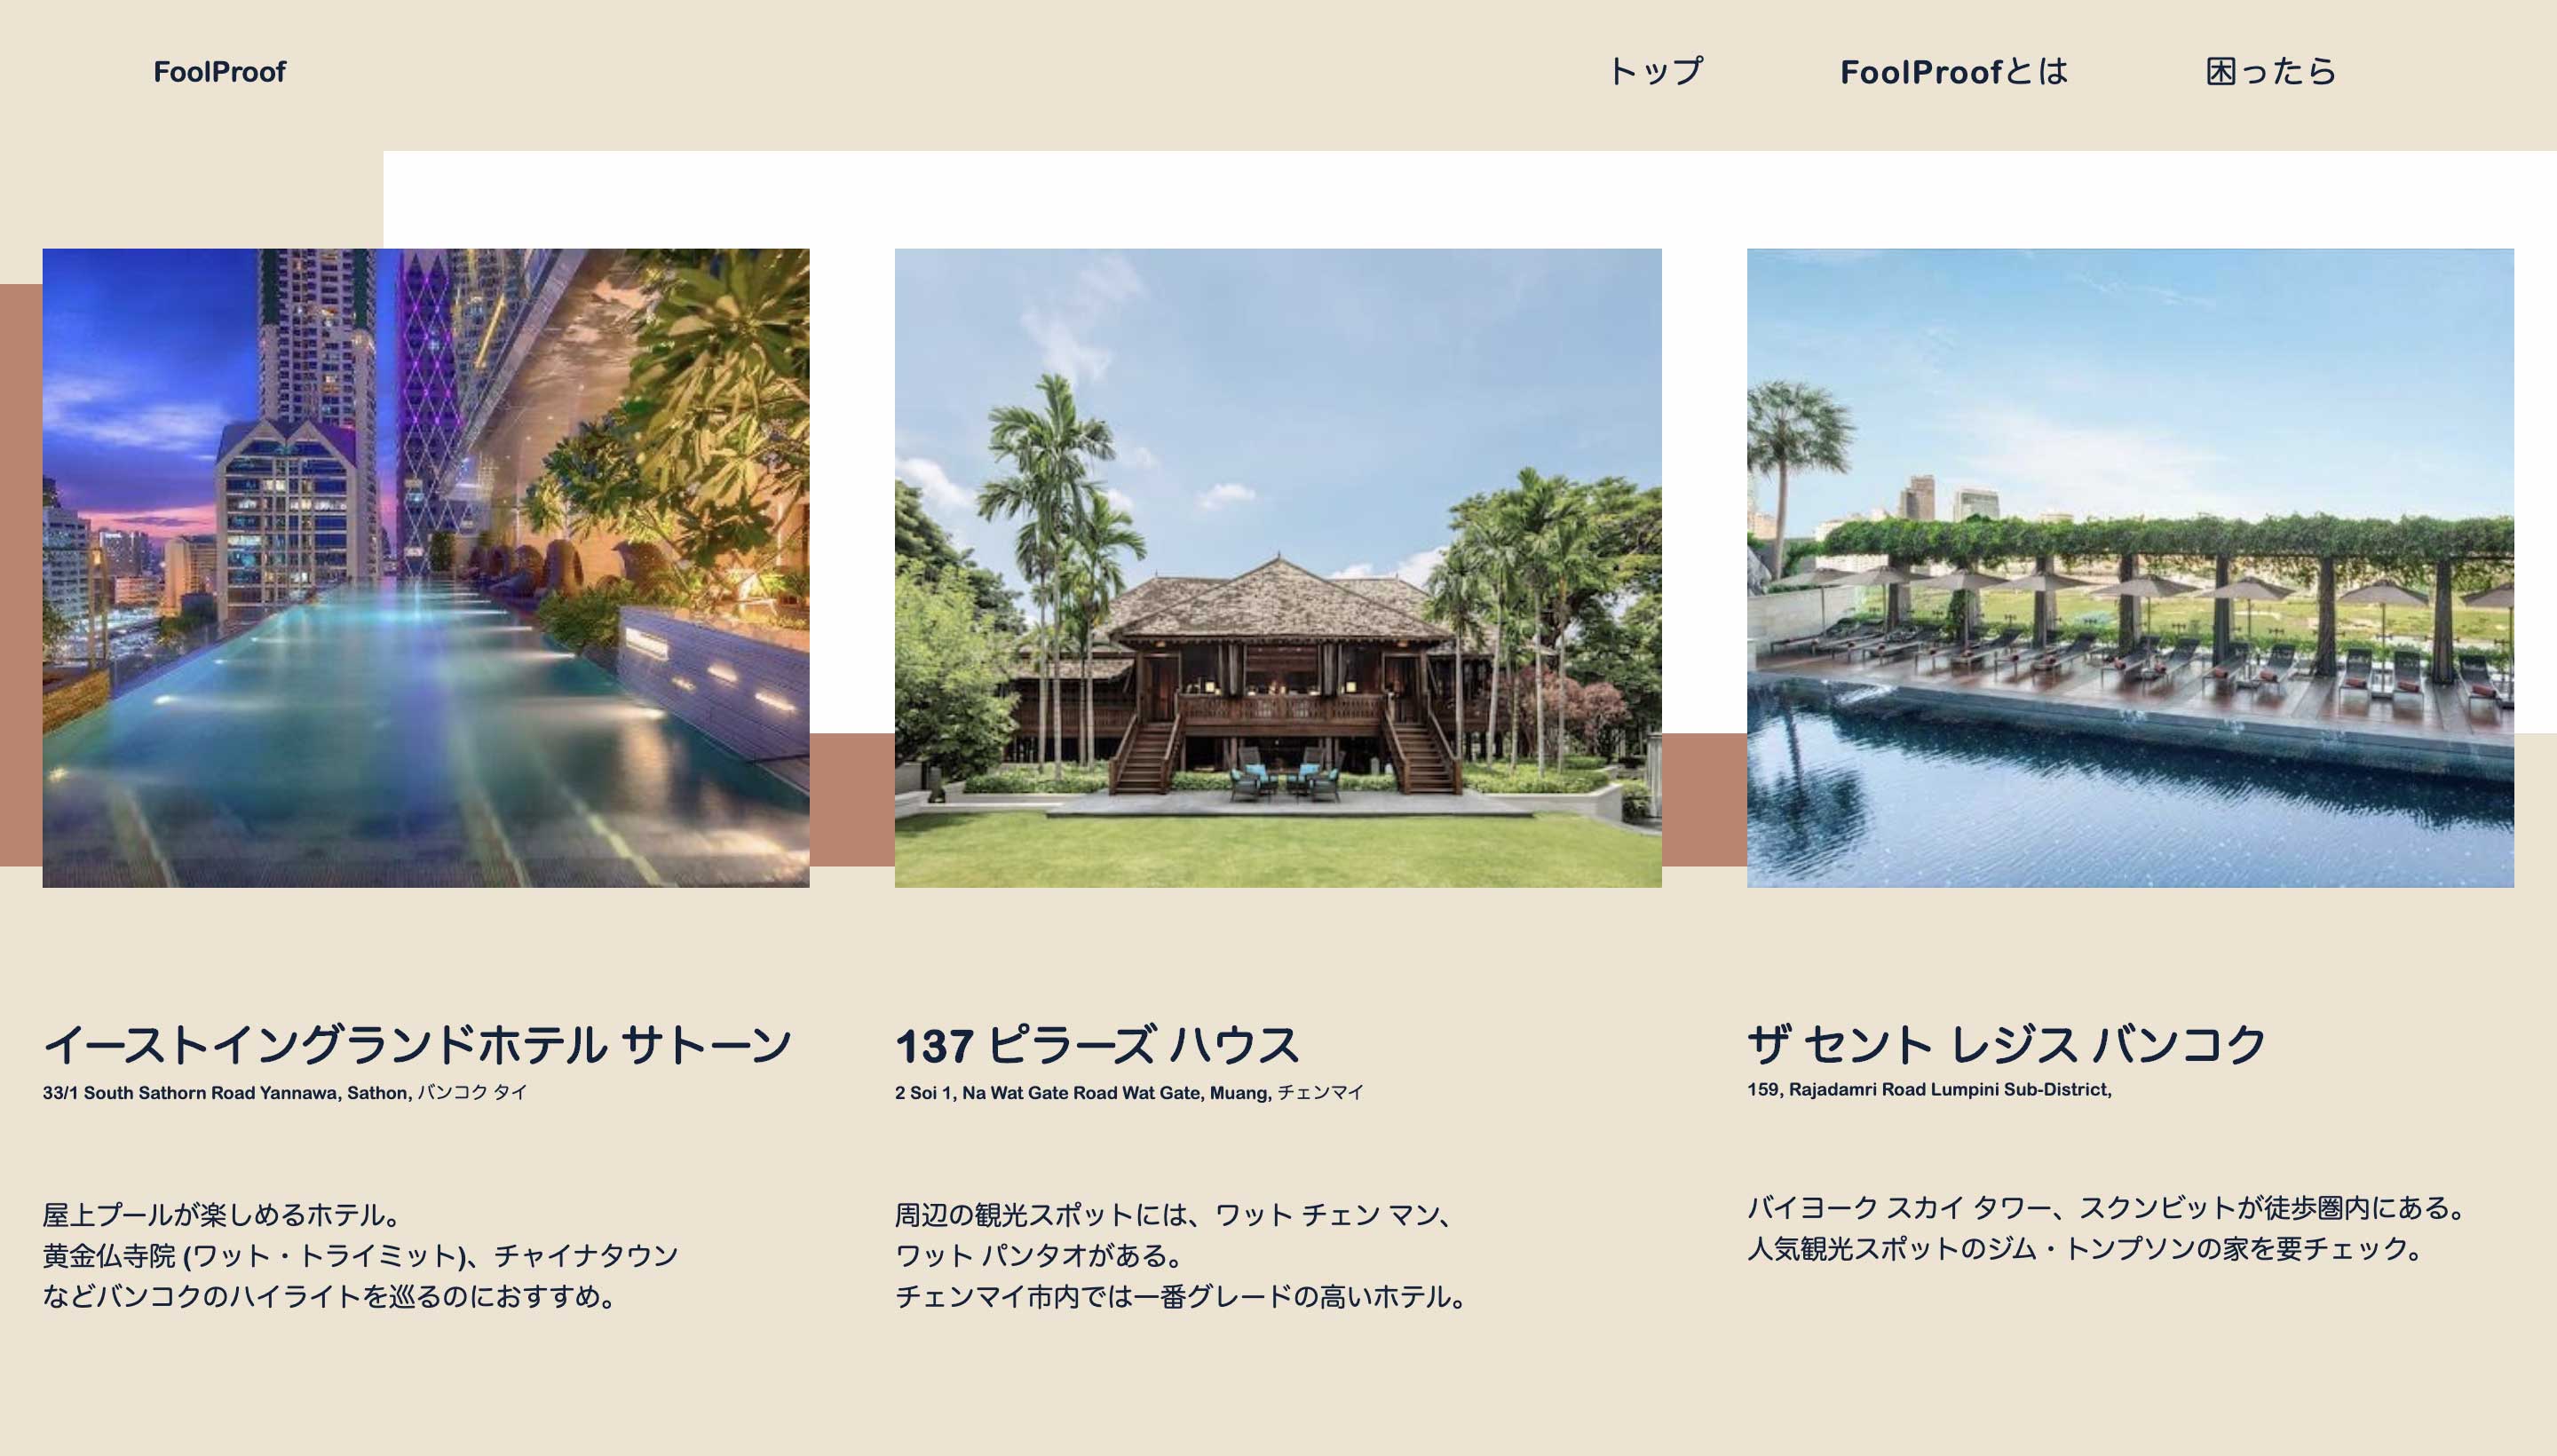 FoolProof
トップ
FoolProofとは
困ったら
イーストイングランドホテル サトーン
33/1 South Sathorn Road Yannawa, Sathon, バンコク タイ
屋上プールが楽しめるホテル。
黄金仏寺院 (ワット・トライミット)、チャイナタウン
などバンコクのハイライトを巡るのにおすすめ。
137 ピラーズ ハウス
2 Soi 1, Na Wat Gate Road Wat Gate, Muang, チェンマイ
周辺の観光スポットには、ワット チェン マン、
ワット パンタオがある。
チェンマイ市内では一番グレードの高いホテル。
ザ セント レジス バンコク
159, Rajadamri Road Lumpini Sub-District,
バイヨーク スカイ タワー、スクンビットが徒歩圏内にある。
人気観光スポットのジム・トンプソンの家を要チェック。